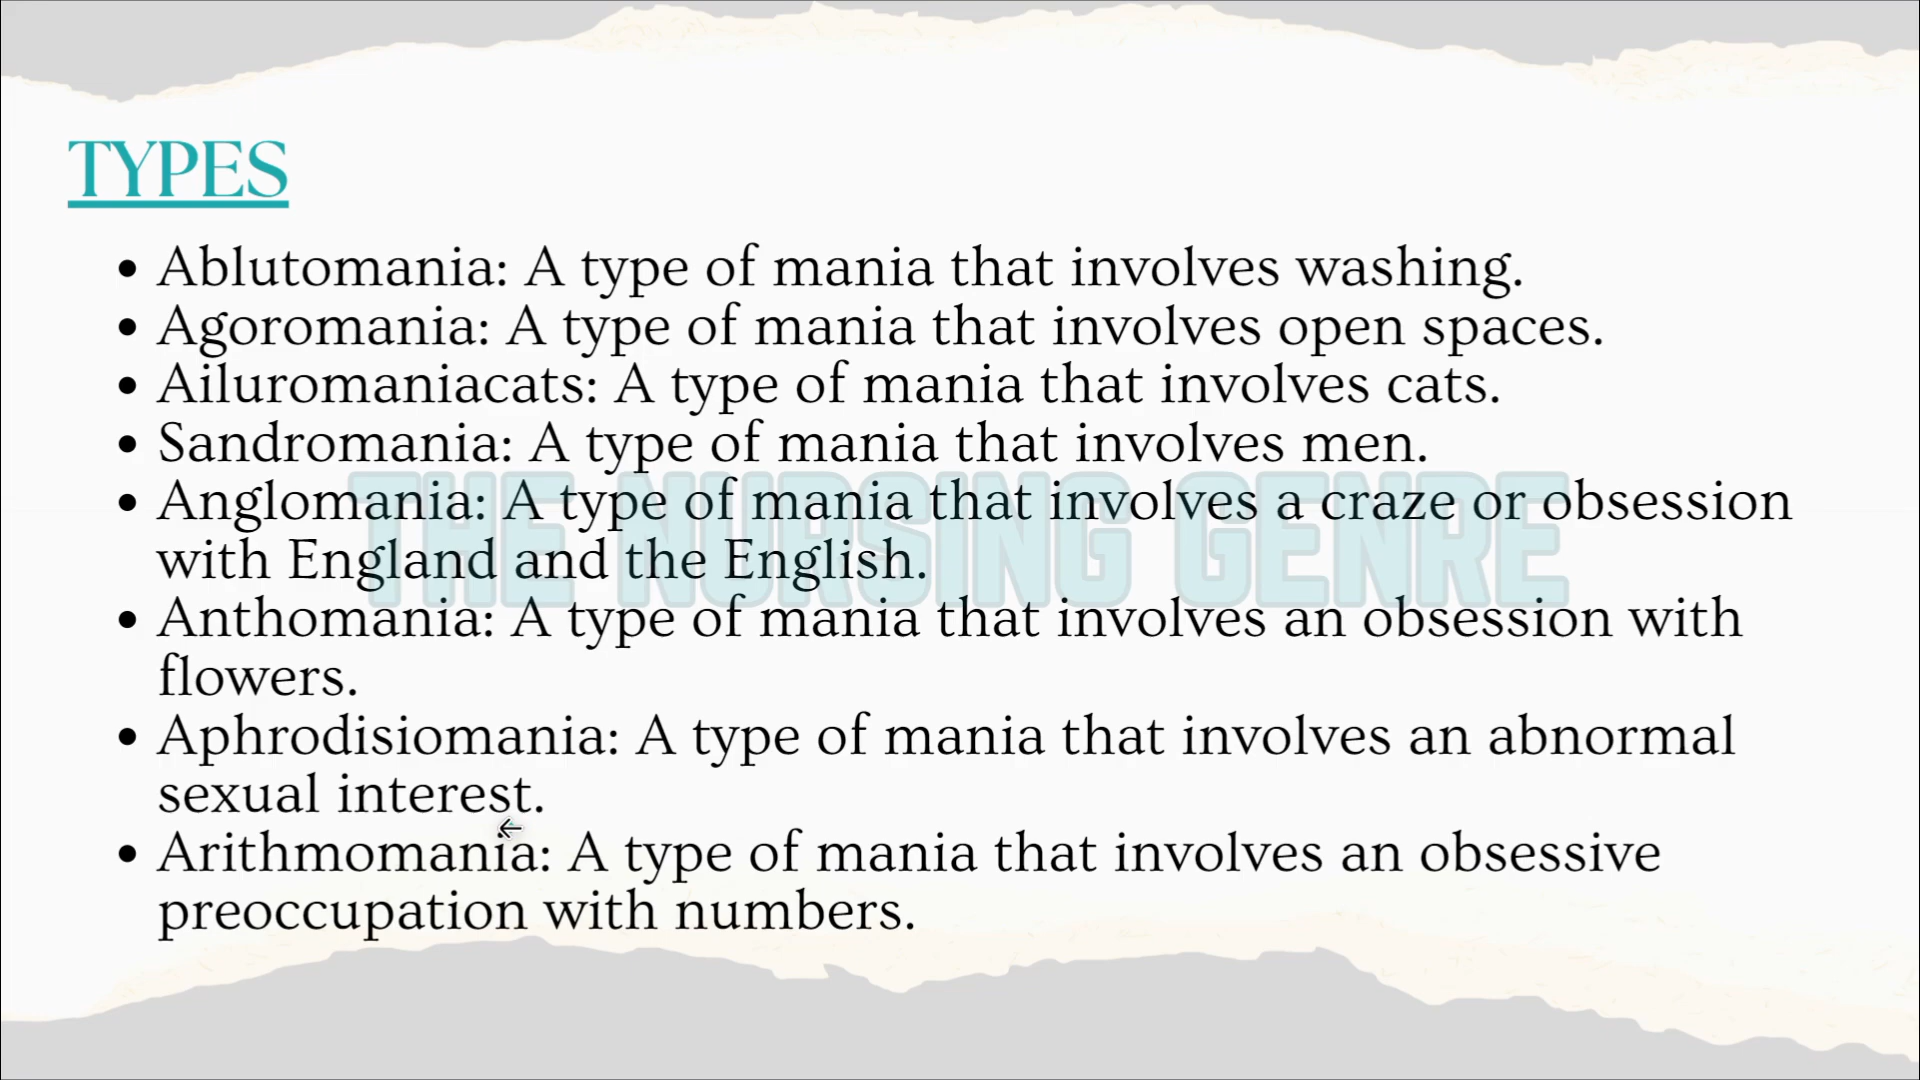 TYPES
• Ablutomania: A type of mania that involves washing.
• Agoromania: A type of mania that involves open spaces.
• Ailuromaniacats: A type of mania that involves cats.
• Sandromania: A type of mania that involves men.
• Anglomania: A type of mania that involves a craze or obsession
with England and the English.
• Anthomania: A type of mania that involves an obsession with
flowers.
• Aphrodisiomania: A type of mania that involves an abnormal
sexual interest.
• Arithmomania: A type of mania that involves an obsessive
preoccupation with numbers.
THE NURSING GENRE